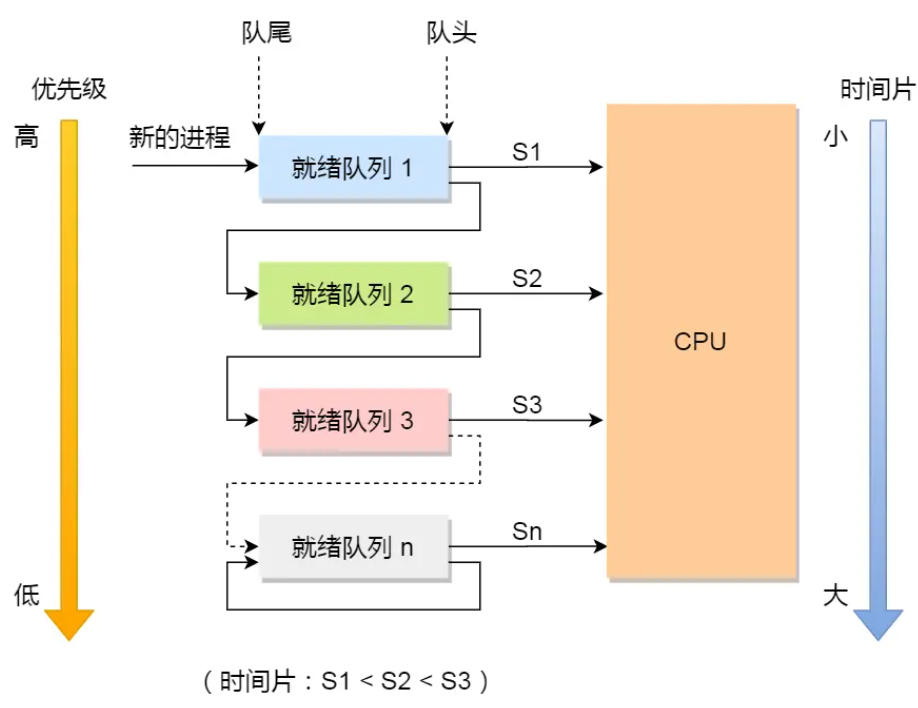 队尾
队头
优先级
时间片
高
新的进程
小
就绪队列 1
S1
就绪队列 2
S2
CPU
就绪队列 3
S3
就绪队列 n
Sn
低
大
（时间片：S1 < S2 < S3）